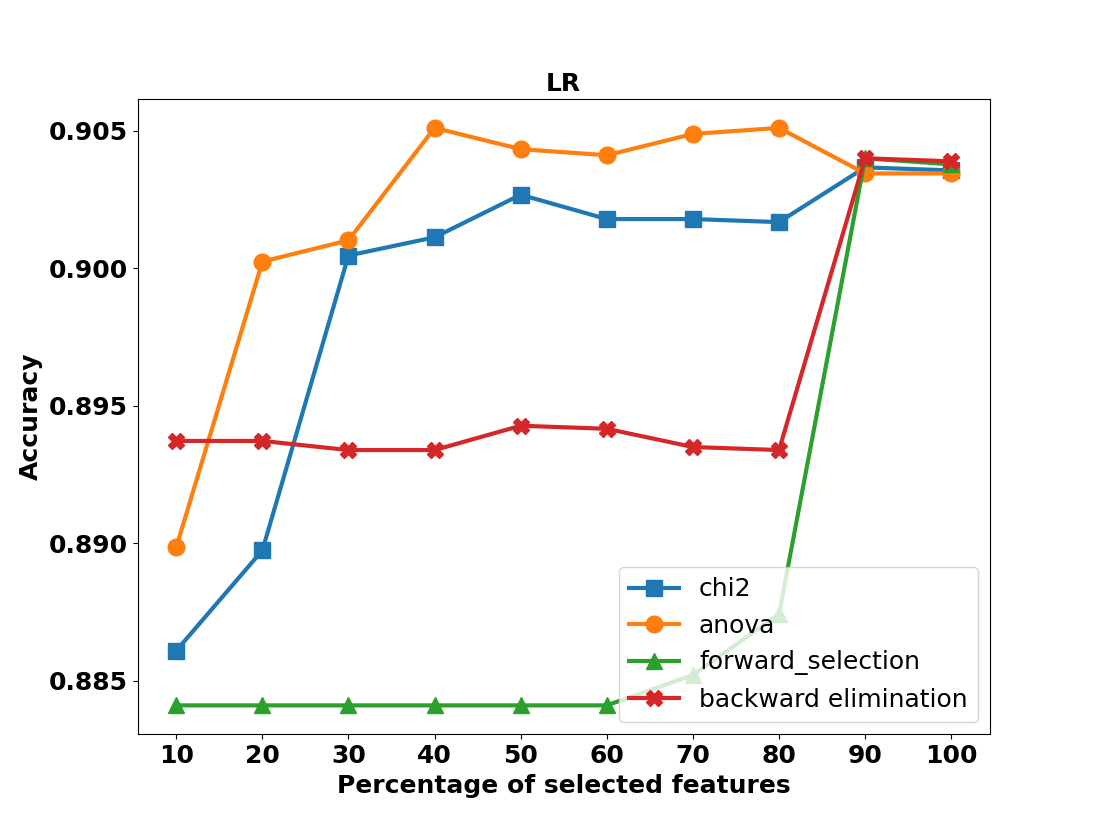 LR
0.905
0.900
0.895
0.890
0.885
Accuracy
chi2
anova
forward_selection
backward elimination
10 20 30 40 50 60 70 80 90 100
Percentage of selected features